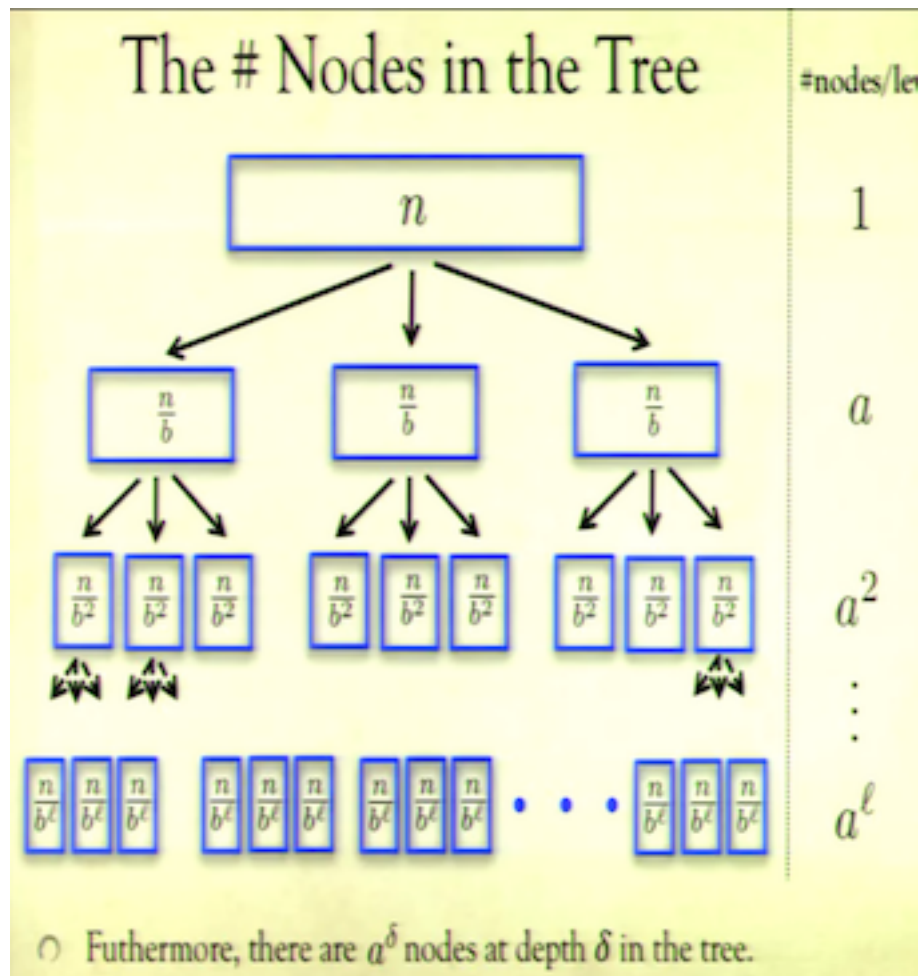 The # Nodes in the Tree
#nodes/lev
n
1
n/b n/b n/b
a
n/b² n/b² n/b² n/b² n/b² n/b² n/b² n/b² n/b²
a²
⋮
n/b^ℓ n/b^ℓ n/b^ℓ n/b^ℓ n/b^ℓ n/b^ℓ n/b^ℓ n/b^ℓ n/b^ℓ • • • n/b^ℓ n/b^ℓ n/b^ℓ
a^ℓ
Futhermore, there are a^δ nodes at depth δ in the tree.